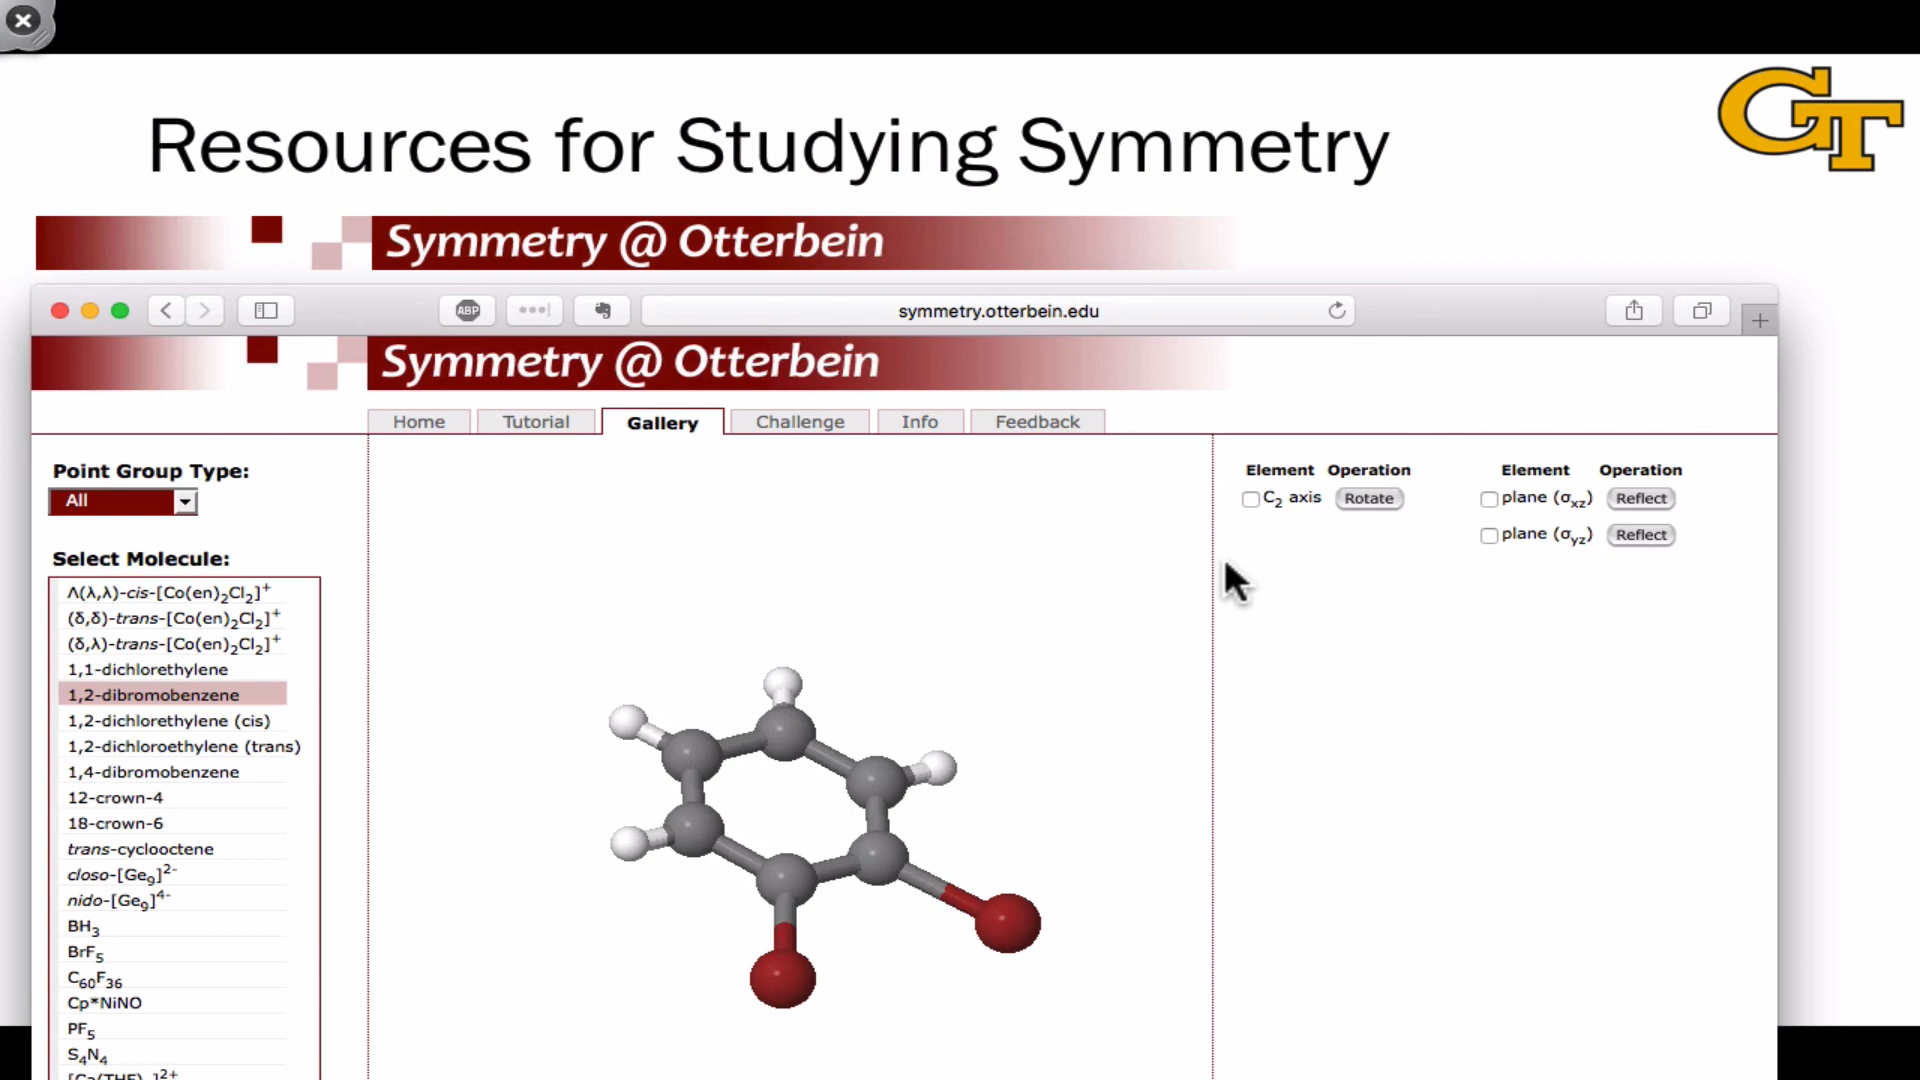 Resources for Studying Symmetry
GT
Symmetry @ Otterbein
ABP
symmetry.otterbein.edu
Symmetry @ Otterbein
Home Tutorial Gallery Challenge Info Feedback
Point Group Type:
All
Select Molecule:
Λ(λ,λ)-cis-[Co(en)₂Cl₂]⁺
(δ,δ)-trans-[Co(en)₂Cl₂]⁺
(δ,λ)-trans-[Co(en)₂Cl₂]⁺
1,1-dichlorethylene
1,2-dibromobenzene
1,2-dichlorethylene (cis)
1,2-dichloroethylene (trans)
1,4-dibromobenzene
12-crown-4
18-crown-6
trans-cyclooctene
closo-[Ge₉]²⁻
nido-[Ge₉]⁴⁻
BH₃
BrF₅
C₆₀F₃₆
Cp*NiNO
PF₅
S₄N₄
Element Operation
C₂ axis Rotate
Element Operation
plane (σxz) Reflect
plane (σyz) Reflect